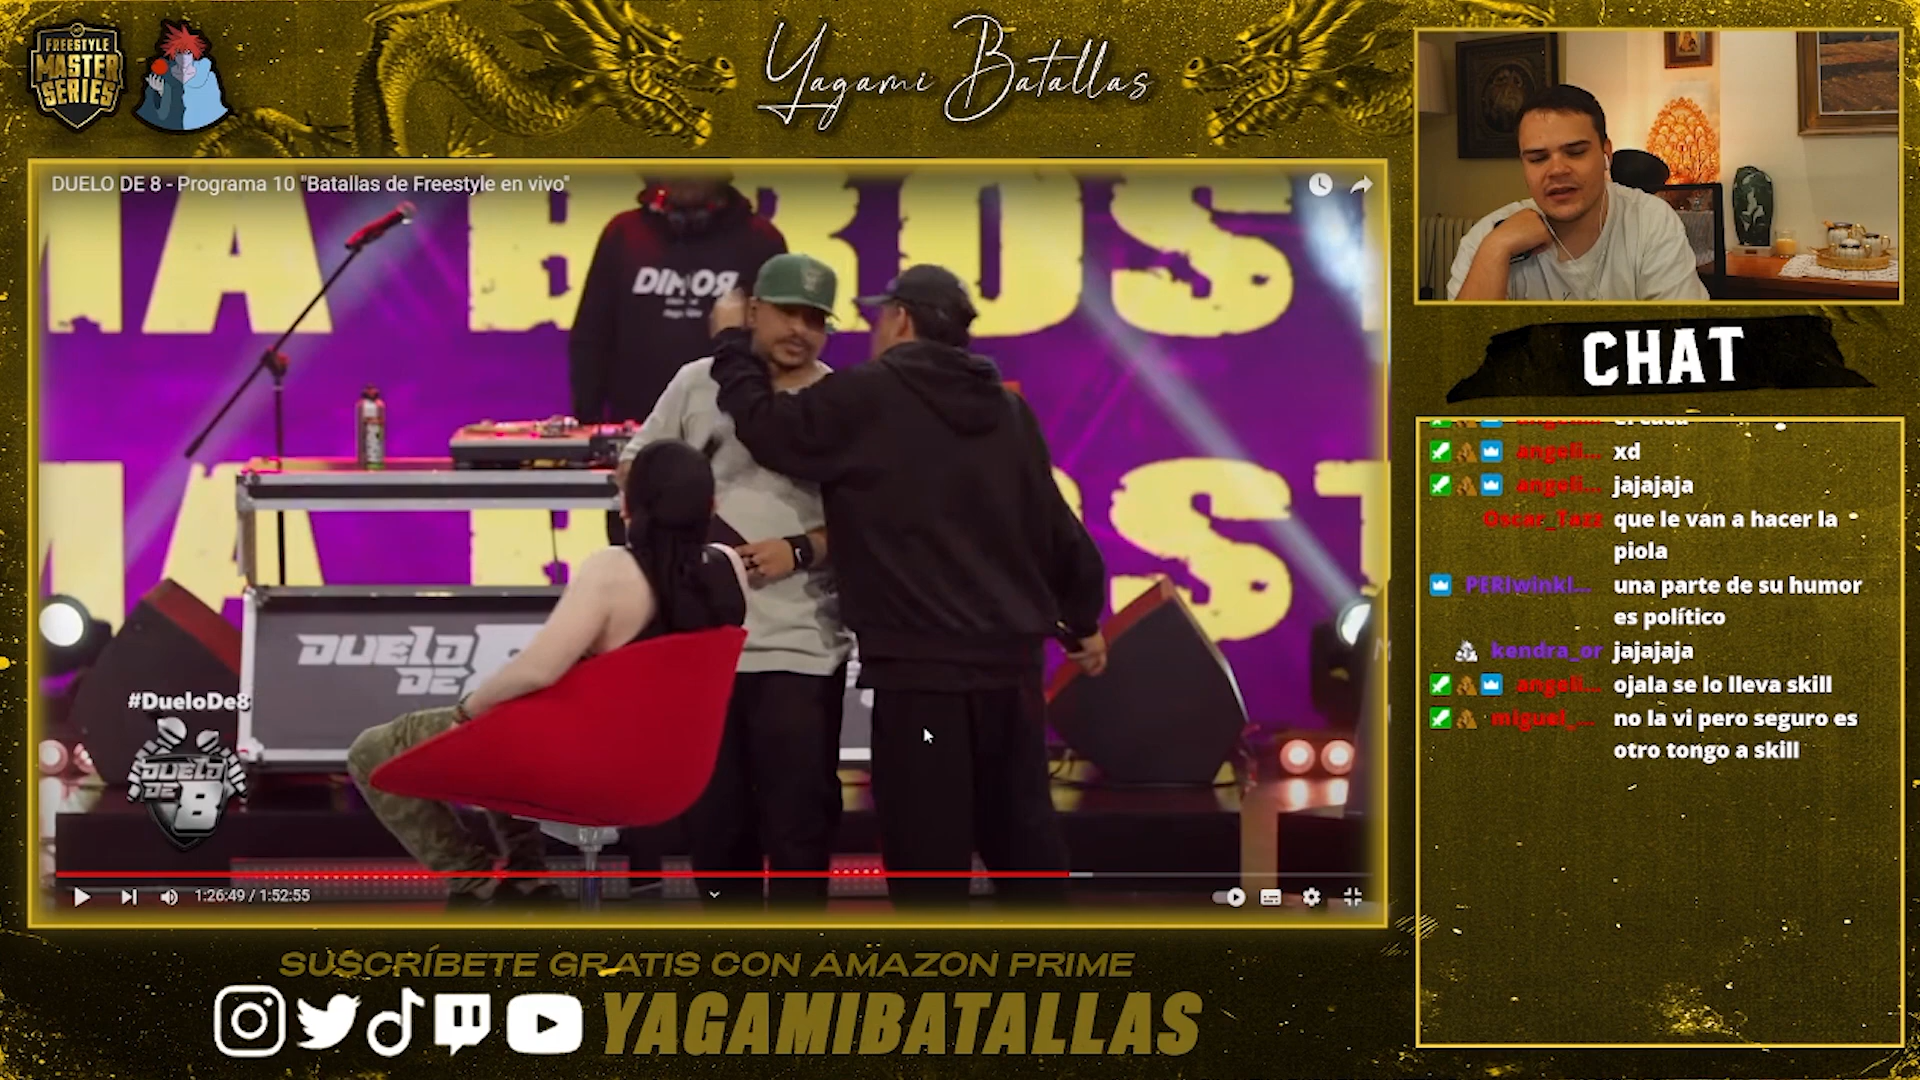 FREESTYLE
MASTER
SERIES
Yagami Batallas
DUELO DE 8 - Programa 10 "Batallas de Freestyle en vivo"
DUELO
DE 8
#DueloDe8
DUELO
DE
8
1:26:49 / 1:52:55
CHAT
angeli... xd
angeli... jajajaja
Oscar_Tazz que le van a hacer la
piola
PERIwinkl... una parte de su humor
es político
kendra_or jajajaja
angeli... ojala se lo lleva skill
miguel_... no la vi pero seguro es
otro tongo a skill
SUSCRÍBETE GRATIS CON AMAZON PRIME
YAGAMIBATALLAS